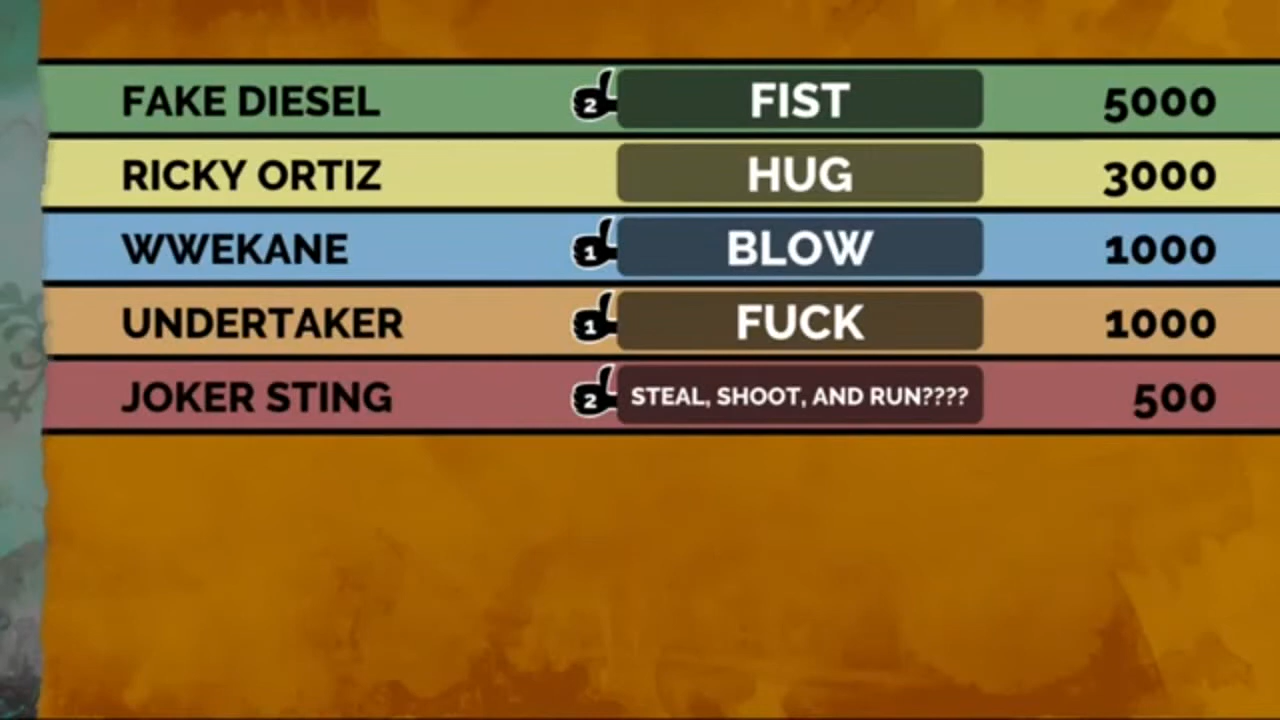 FAKE DIESEL 2 FIST 5000
RICKY ORTIZ HUG 3000
WWEKANE 1 BLOW 1000
UNDERTAKER 1 FUCK 1000
JOKER STING 2 STEAL, SHOOT, AND RUN???? 500